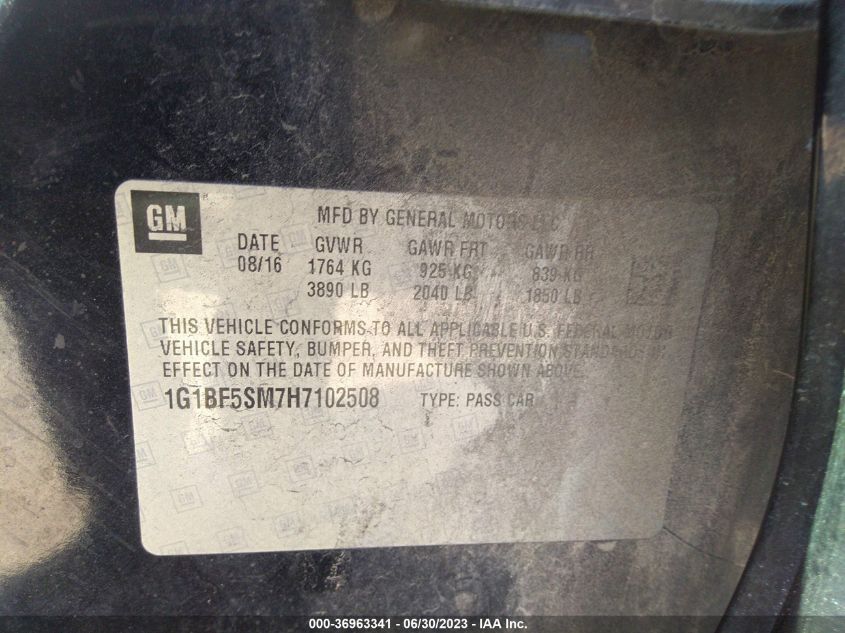 GM
MFD BY GENERAL MOTORS LLC
DATE GVWR GAWR FRT GAWR RR
08/16 1764 KG 925 KG 839 KG
3890 LB 2040 LB 1850 LB
THIS VEHICLE CONFORMS TO ALL APPLICABLE U.S. FEDERAL MOTOR
VEHICLE SAFETY, BUMPER, AND THEFT PREVENTION STANDARDS
EFFECT ON THE DATE OF MANUFACTURE SHOWN ABOVE.
1G1BF5SM7H7102508 TYPE: PASS CAR
000-36963341 - 06/30/2023 - IAA Inc.